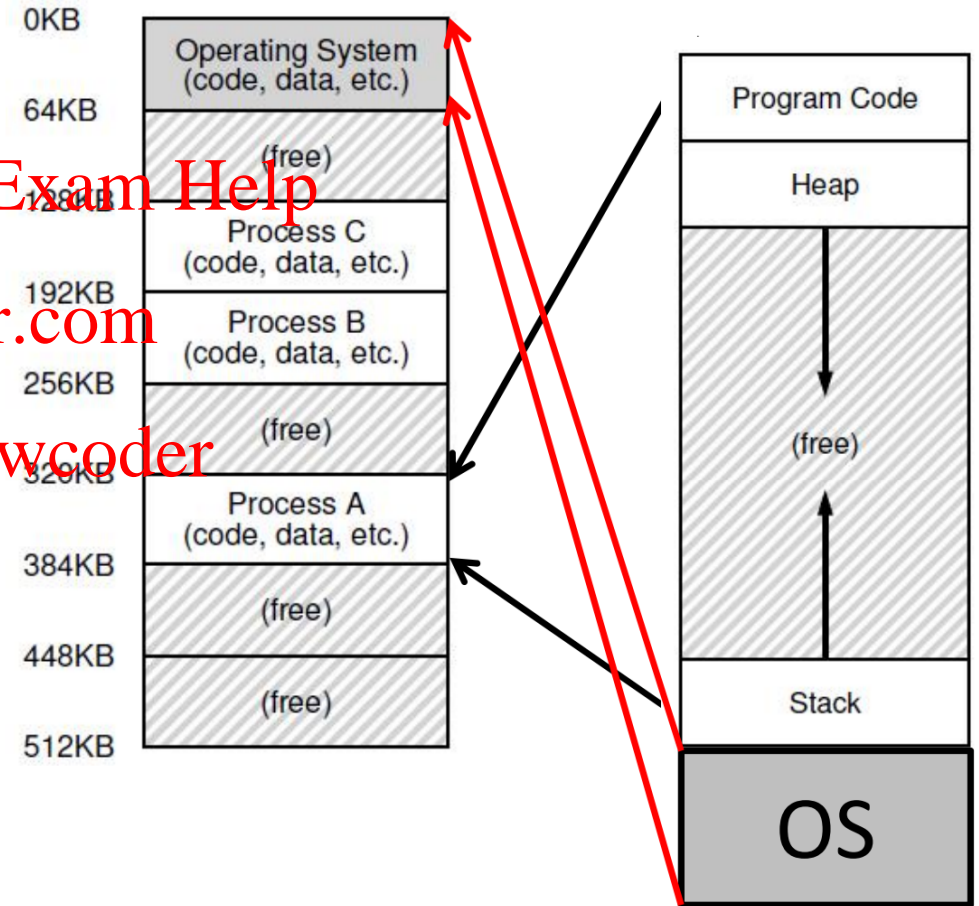 0KB
Operating System
(code, data, etc.)
64KB
(free)
Exam Help
128KB
Process C
(code, data, etc.)
192KB
r.com
Process B
(code, data, etc.)
256KB
(free)
wcoder
320KB
Process A
(code, data, etc.)
384KB
(free)
448KB
(free)
512KB
Program Code
Heap
(free)
Stack
OS